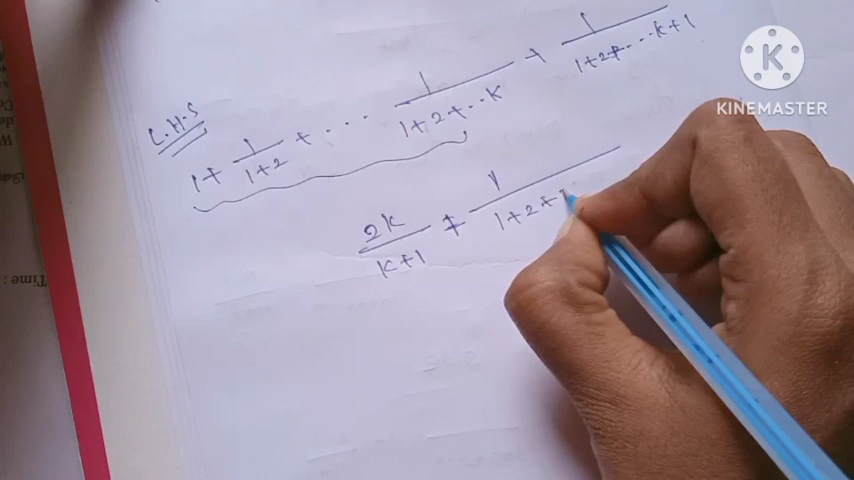 L.H.S
1 + 1/1+2 + ... 1/1+2+..k + 1/1+2+...k+1
2k/k+1 + 1/1+2+
KINEMASTER
Time :